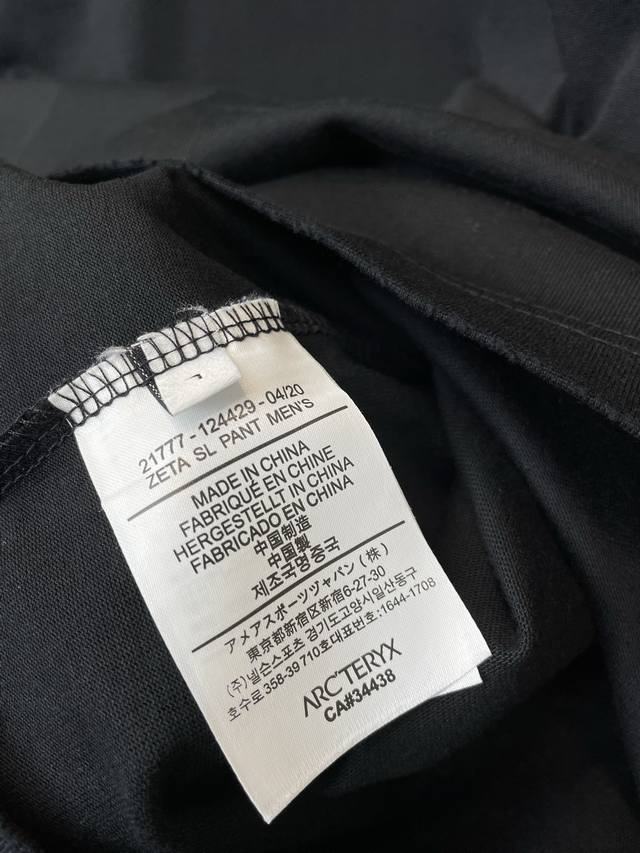 21777-124429-04/20
ZETA SL PANT MEN'S
MADE IN CHINA
FABRIQUE EN CHINE
HERGESTELLT IN CHINA
FABRICADO EN CHINA
中国制造
中国製
제조국명중국
アメアスポーツジャパン(株)
東京都新宿区新宿6-27-30
(주)넬슨스포츠 경기도고양시일산동구
호수로358-39 710호대표번호:1644-1708
ARC'TERYX
CA#34438